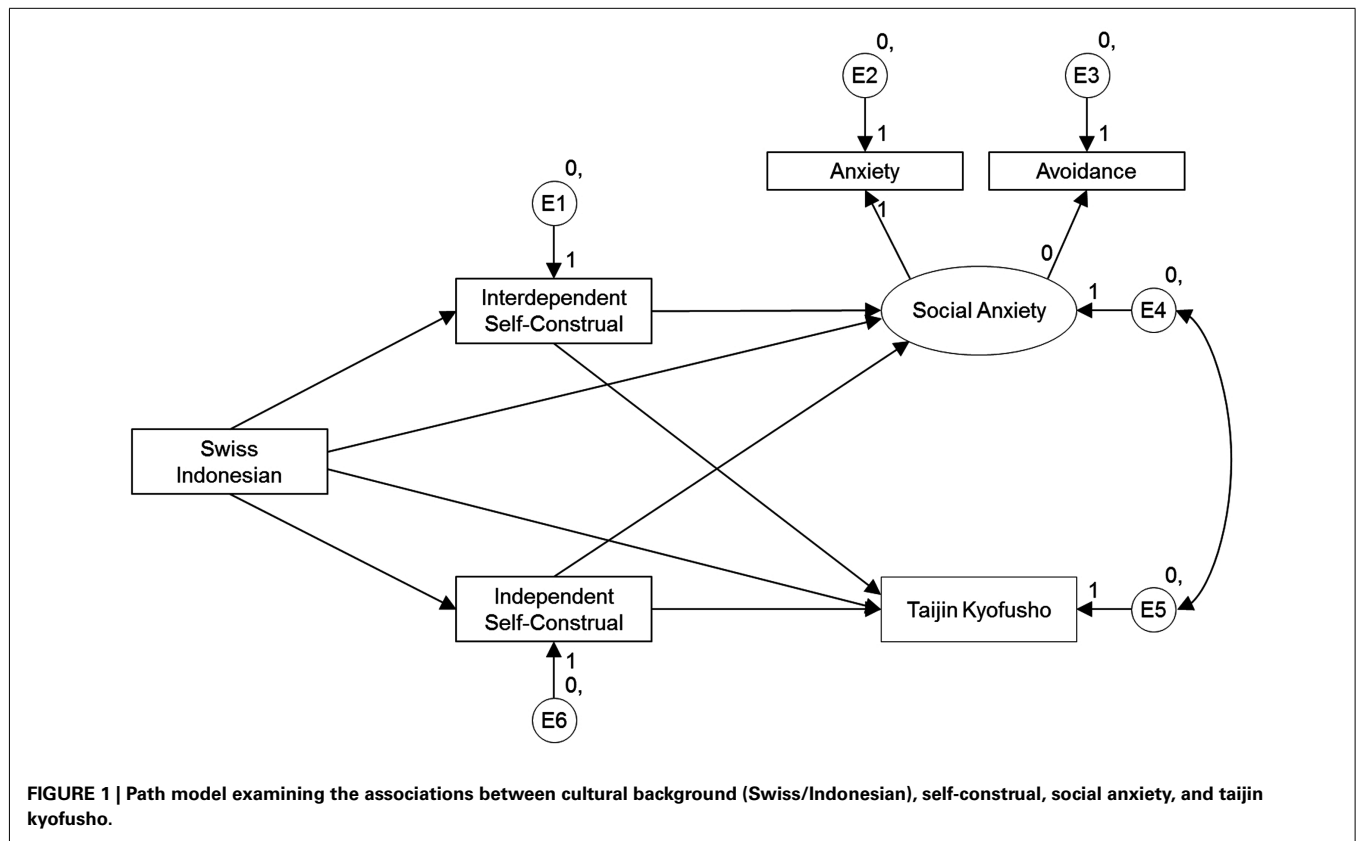 0,
0,
E2
E3
1
1
Anxiety
Avoidance
0,
E1
1
1
0
Interdependent
Self-Construal
Social Anxiety
1
0,
E4
Swiss
Indonesian
Independent
Self-Construal
Taijin Kyofusho
1
0,
E5
1
0,
E6
FIGURE 1 | Path model examining the associations between cultural background (Swiss/Indonesian), self-construal, social anxiety, and taijin
kyofusho.